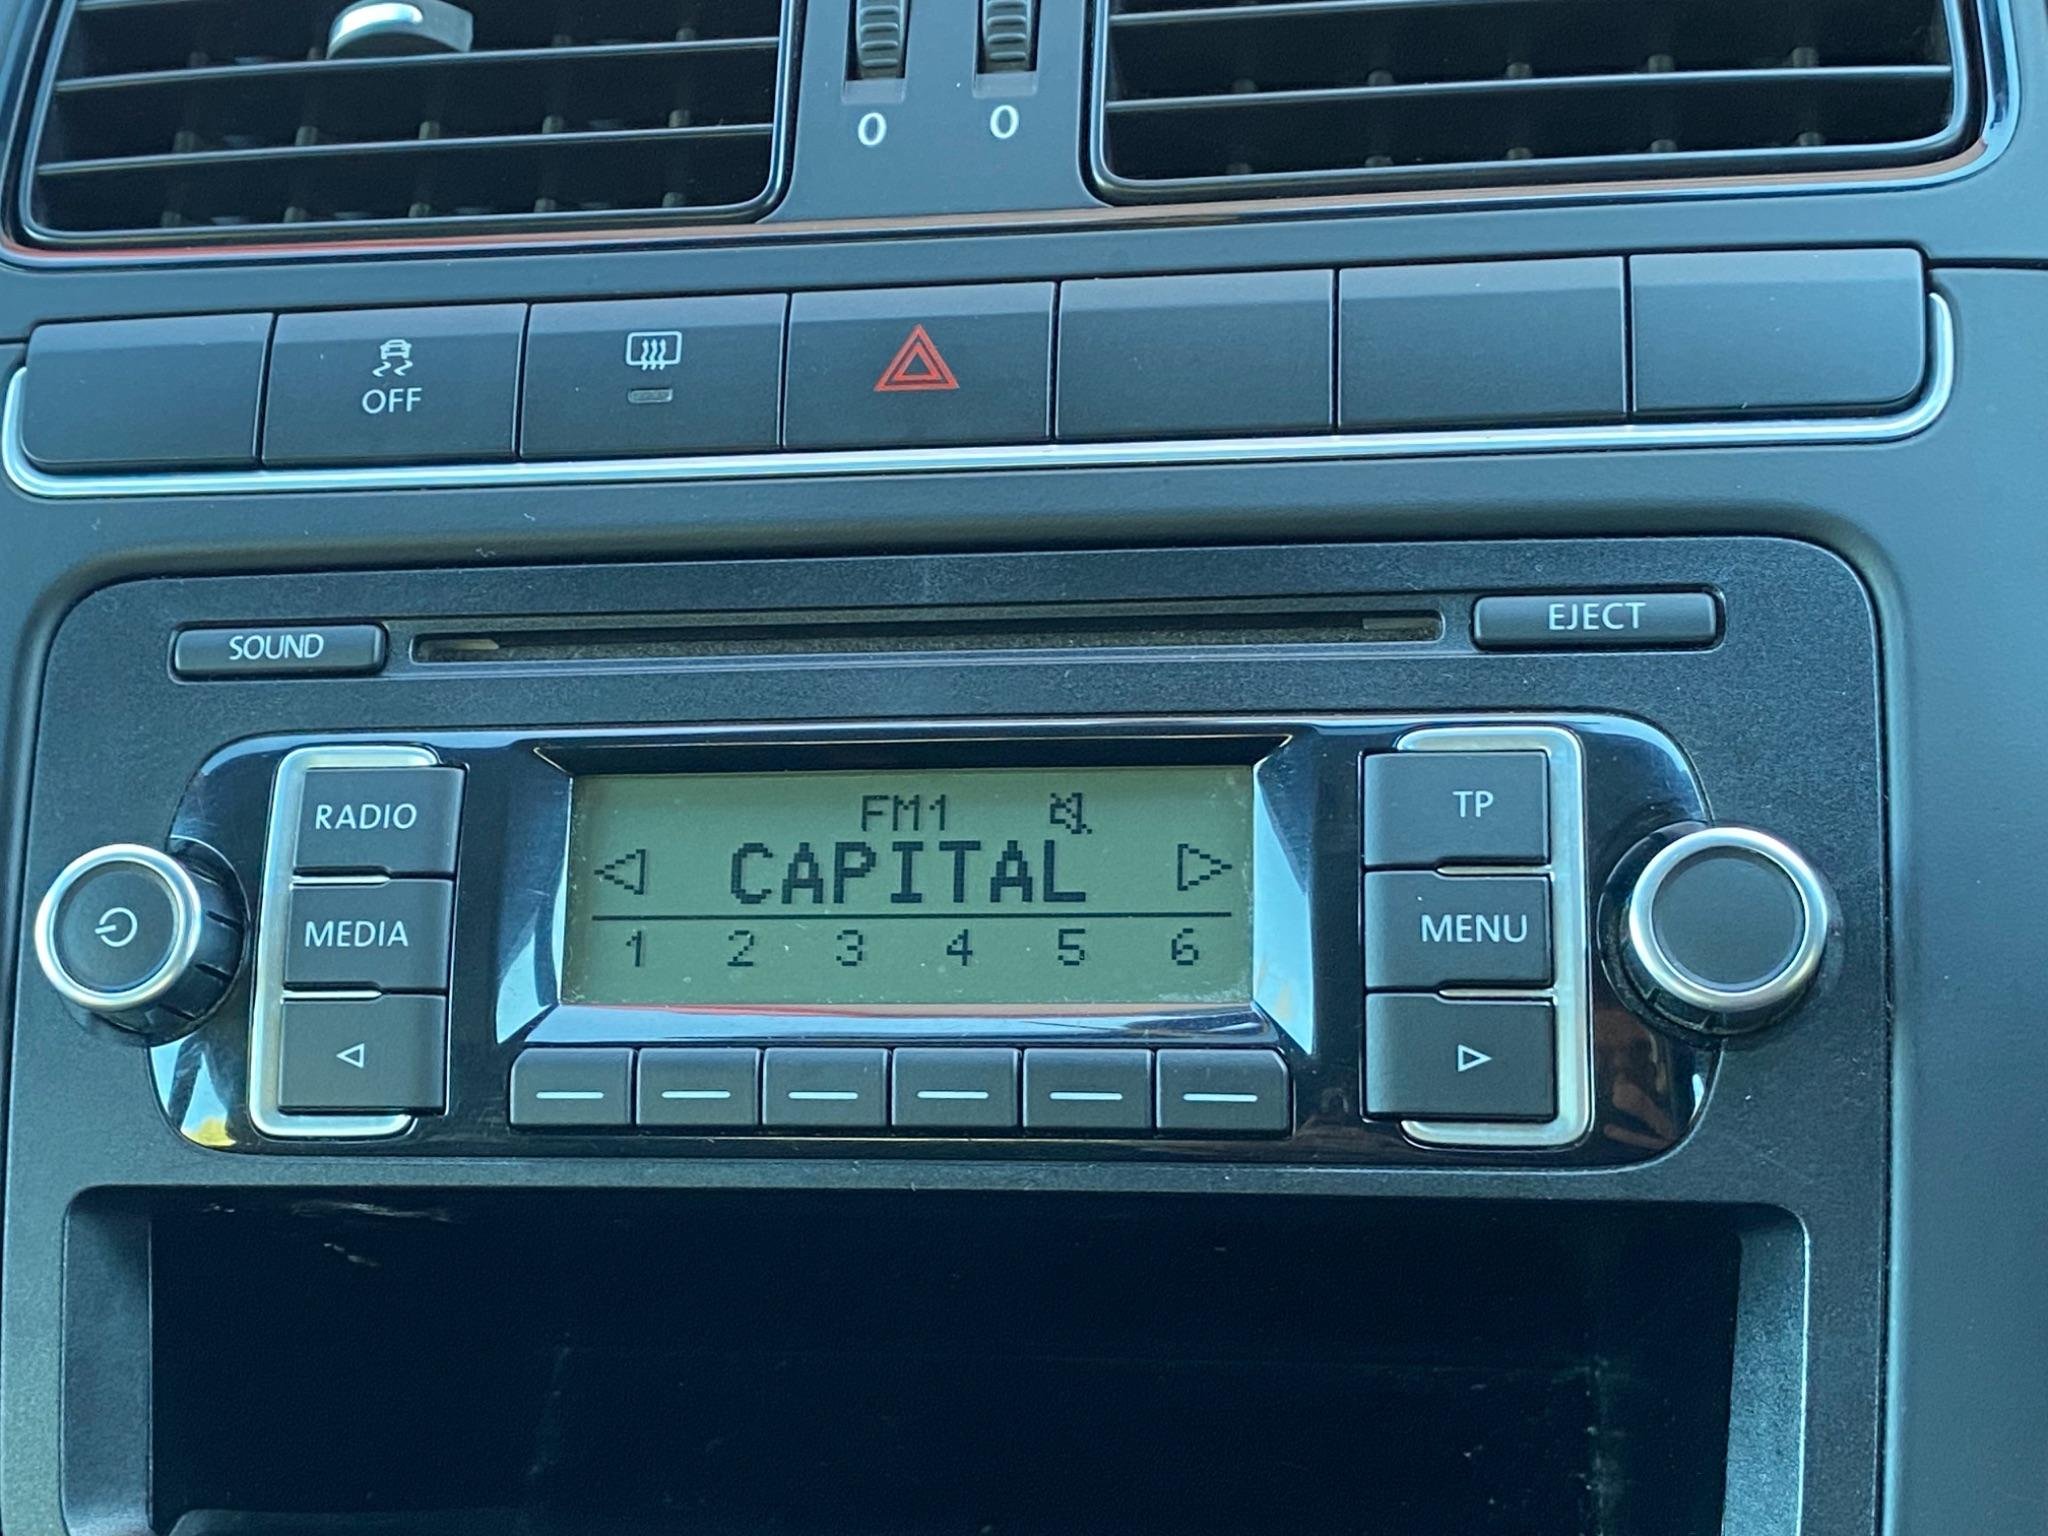 0 0
OFF
SOUND
EJECT
RADIO
MEDIA
FM1
CAPITAL
1 2 3 4 5 6
TP
MENU